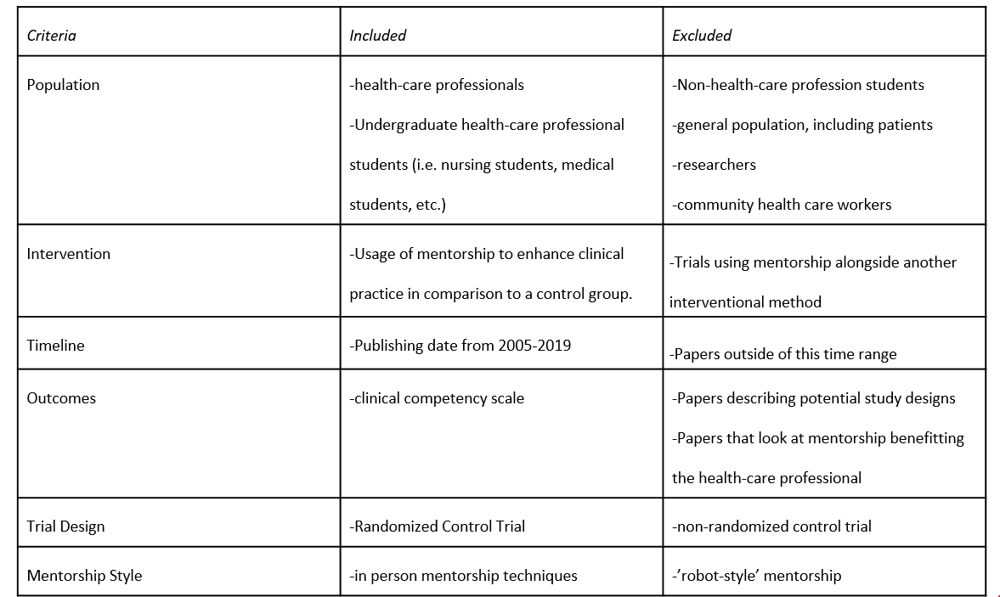 Criteria
Included
Excluded
Population
-health-care professionals
-Undergraduate health-care professional
students (i.e. nursing students, medical
students, etc.)
-Non-health-care profession students
-general population, including patients
-researchers
-community health care workers
Intervention
-Usage of mentorship to enhance clinical
practice in comparison to a control group.
-Trials using mentorship alongside another
interventional method
Timeline
-Publishing date from 2005-2019
-Papers outside of this time range
Outcomes
-clinical competency scale
-Papers describing potential study designs
-Papers that look at mentorship benefitting
the health-care professional
Trial Design
-Randomized Control Trial
-non-randomized control trial
Mentorship Style
-in person mentorship techniques
-’robot-style’ mentorship